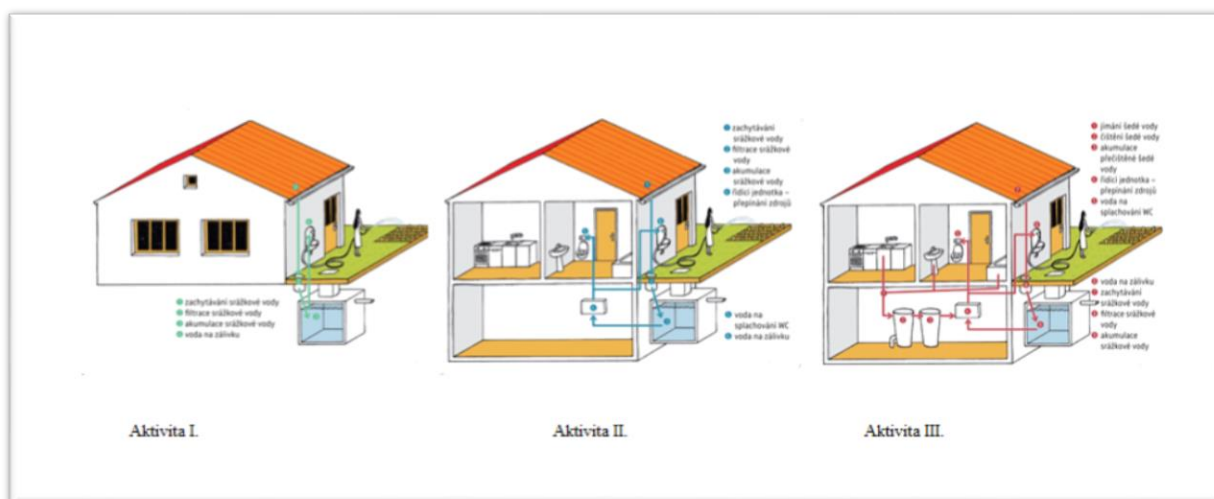 zachytávání srážkové vody
filtrace srážkové vody
akumulace srážkové vody
voda na zálivku
Aktivita I.
zachytávání
srážkové vody
filtrace srážkové
vody
akumulace
srážkové vody
řídící jednotka –
přepínání zdrojů
voda na
splachování WC
voda na zálivku
Aktivita II.
jímání šedé vody
čištění šedé vody
akumulace
přečištěné šedé
vody
řídící jednotka –
přepínání zdrojů
voda na
splachování WC
voda na zálivku
zachytávání
srážkové vody
filtrace srážkové
vody
akumulace
srážkové vody
Aktivita III.